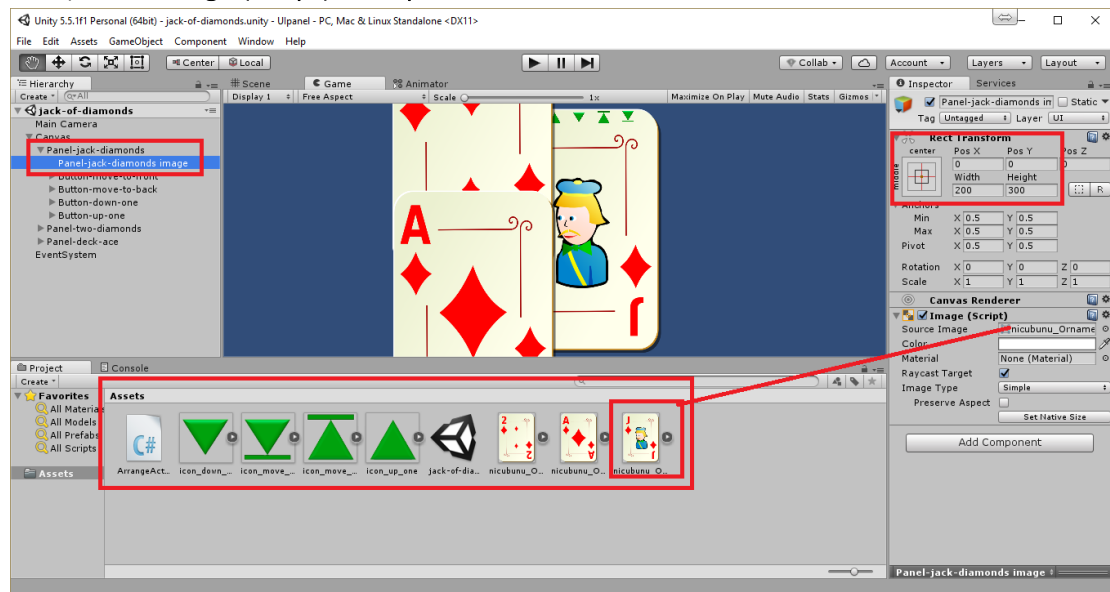 Unity 5.5.1f1 Personal (64bit) - jack-of-diamonds.unity - UIpanel - PC, Mac & Linux Standalone <DX11>
File Edit Assets GameObject Component Window Help
Center Local Collab Account Layers Layout
Hierarchy # Scene Game Animator Inspector Services
Create Q▾All Display 1 Free Aspect Scale 1x Maximize On Play Mute Audio Stats Gizmos
jack-of-diamonds
Main Camera
Canvas
Panel-jack-diamonds
Panel-jack-diamonds image
Button-move-to-front
Button-move-to-back
Button-down-one
Button-up-one
Panel-two-diamonds
Panel-deck-ace
EventSystem
A
J
Panel-jack-diamonds im Static
Tag Untagged Layer UI
Rect Transform
center Pos X Pos Y Pos Z
middle 0 0 0
Width Height
200 300 R
Anchors
Min X 0.5 Y 0.5
Max X 0.5 Y 0.5
Pivot X 0.5 Y 0.5
Rotation X 0 Y 0 Z 0
Scale X 1 Y 1 Z 1
Canvas Renderer
Image (Script)
Source Image nicubunu_Orname
Color
Material None (Material)
Raycast Target
Image Type Simple
Preserve Aspect
Set Native Size
Add Component
Project Console
Create
Favorites
All Materials
All Models
All Prefabs
All Scripts
Assets
Assets
C#
2 A J
ArrangeAct... icon_down_... icon_move_... icon_move_... icon_up_one jack-of-dia... nicubunu_O... nicubunu_O... nicubunu_O...
Panel-jack-diamonds image